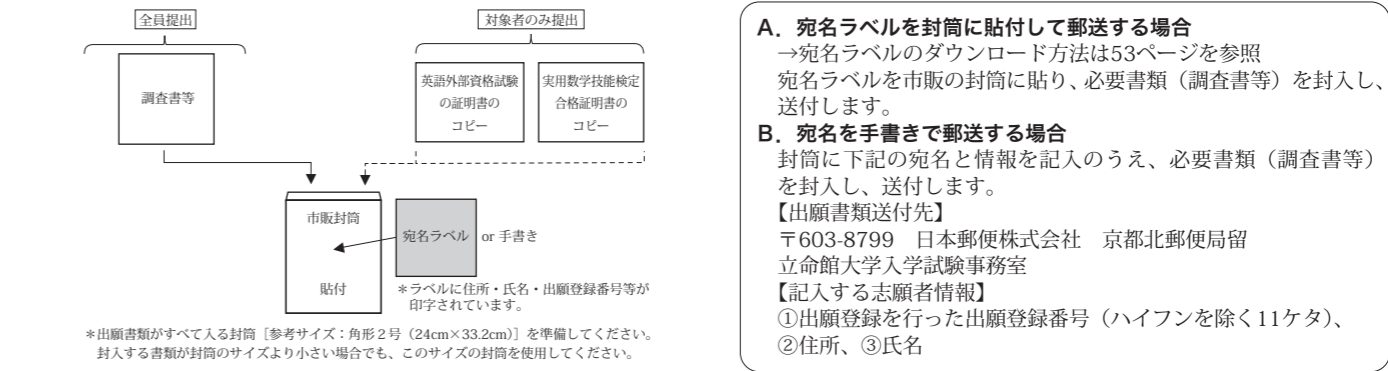 全員提出
対象者のみ提出
調査書等
英語外部資格試験
の証明書の
コピー
実用数学技能検定
合格証明書の
コピー
市販封筒
貼付
宛名ラベル or 手書き
＊ラベルに住所・氏名・出願登録番号等が
印字されています。
＊出願書類がすべて入る封筒［参考サイズ：角形２号（24cm×33.2cm）］を準備してください。
封入する書類が封筒のサイズより小さい場合でも、このサイズの封筒を使用してください。
A．宛名ラベルを封筒に貼付して郵送する場合
→宛名ラベルのダウンロード方法は53ページを参照
宛名ラベルを市販の封筒に貼り、必要書類（調査書等）を封入し、
送付します。
B．宛名を手書きで郵送する場合
封筒に下記の宛名と情報を記入のうえ、必要書類（調査書等）
を封入し、送付します。
【出願書類送付先】
〒603-8799　日本郵便株式会社　京都北郵便局留
立命館大学入学試験事務室
【記入する志願者情報】
①出願登録を行った出願登録番号（ハイフンを除く11ケタ）、
②住所、③氏名